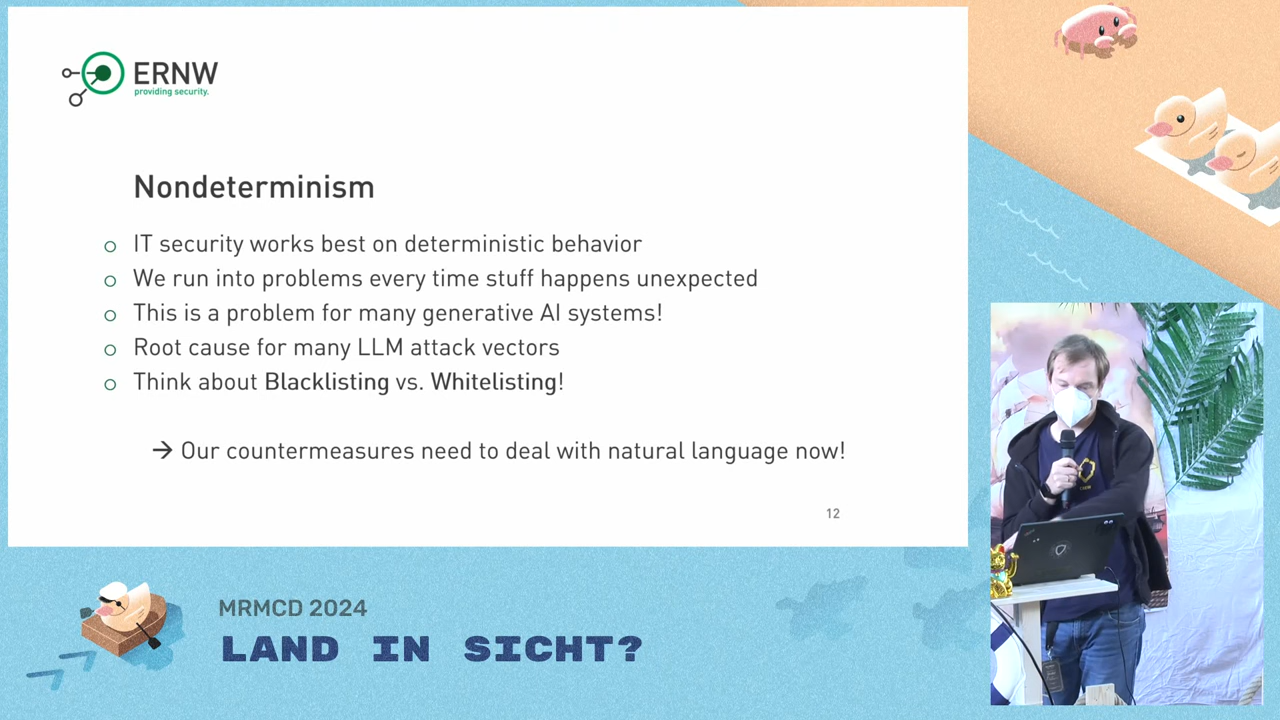 ERNW
providing security.
Nondeterminism
IT security works best on deterministic behavior
We run into problems every time stuff happens unexpected
This is a problem for many generative AI systems!
Root cause for many LLM attack vectors
Think about Blacklisting vs. Whitelisting!
→ Our countermeasures need to deal with natural language now!
12
MRMCD 2024
LAND IN SICHT?